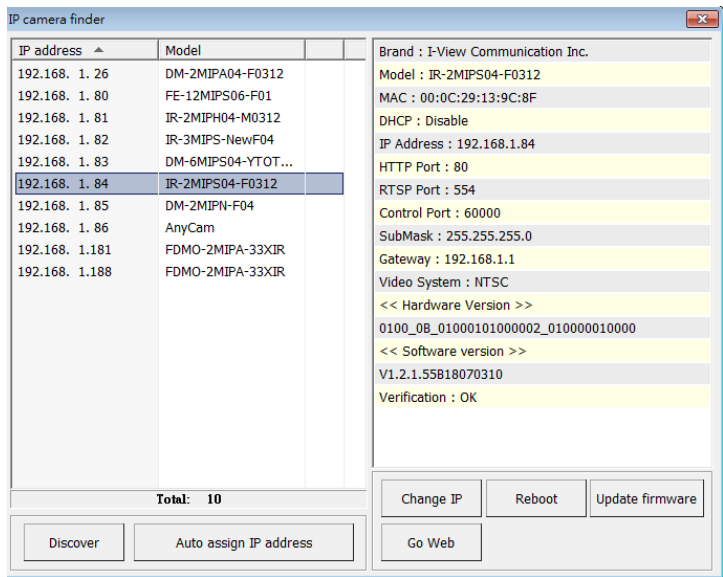 IP camera finder
IP address Model
192.168. 1. 26 DM-2MIPA04-F0312
192.168. 1. 80 FE-12MIPS06-F01
192.168. 1. 81 IR-2MIPH04-M0312
192.168. 1. 82 IR-3MIPS-NewF04
192.168. 1. 83 DM-6MIPS04-YTOT...
192.168. 1. 84 IR-2MIPS04-F0312
192.168. 1. 85 DM-2MIPN-F04
192.168. 1. 86 AnyCam
192.168. 1.181 FDMO-2MIPA-33XIR
192.168. 1.188 FDMO-2MIPA-33XIR
Total: 10
Discover Auto assign IP address
Brand : I-View Communication Inc.
Model : IR-2MIPS04-F0312
MAC : 00:0C:29:13:9C:8F
DHCP : Disable
IP Address : 192.168.1.84
HTTP Port : 80
RTSP Port : 554
Control Port : 60000
SubMask : 255.255.255.0
Gateway : 192.168.1.1
Video System : NTSC
<< Hardware Version >>
0100_0B_01000101000002_010000010000
<< Software version >>
V1.2.1.55B18070310
Verification : OK
Change IP Reboot Update firmware
Go Web